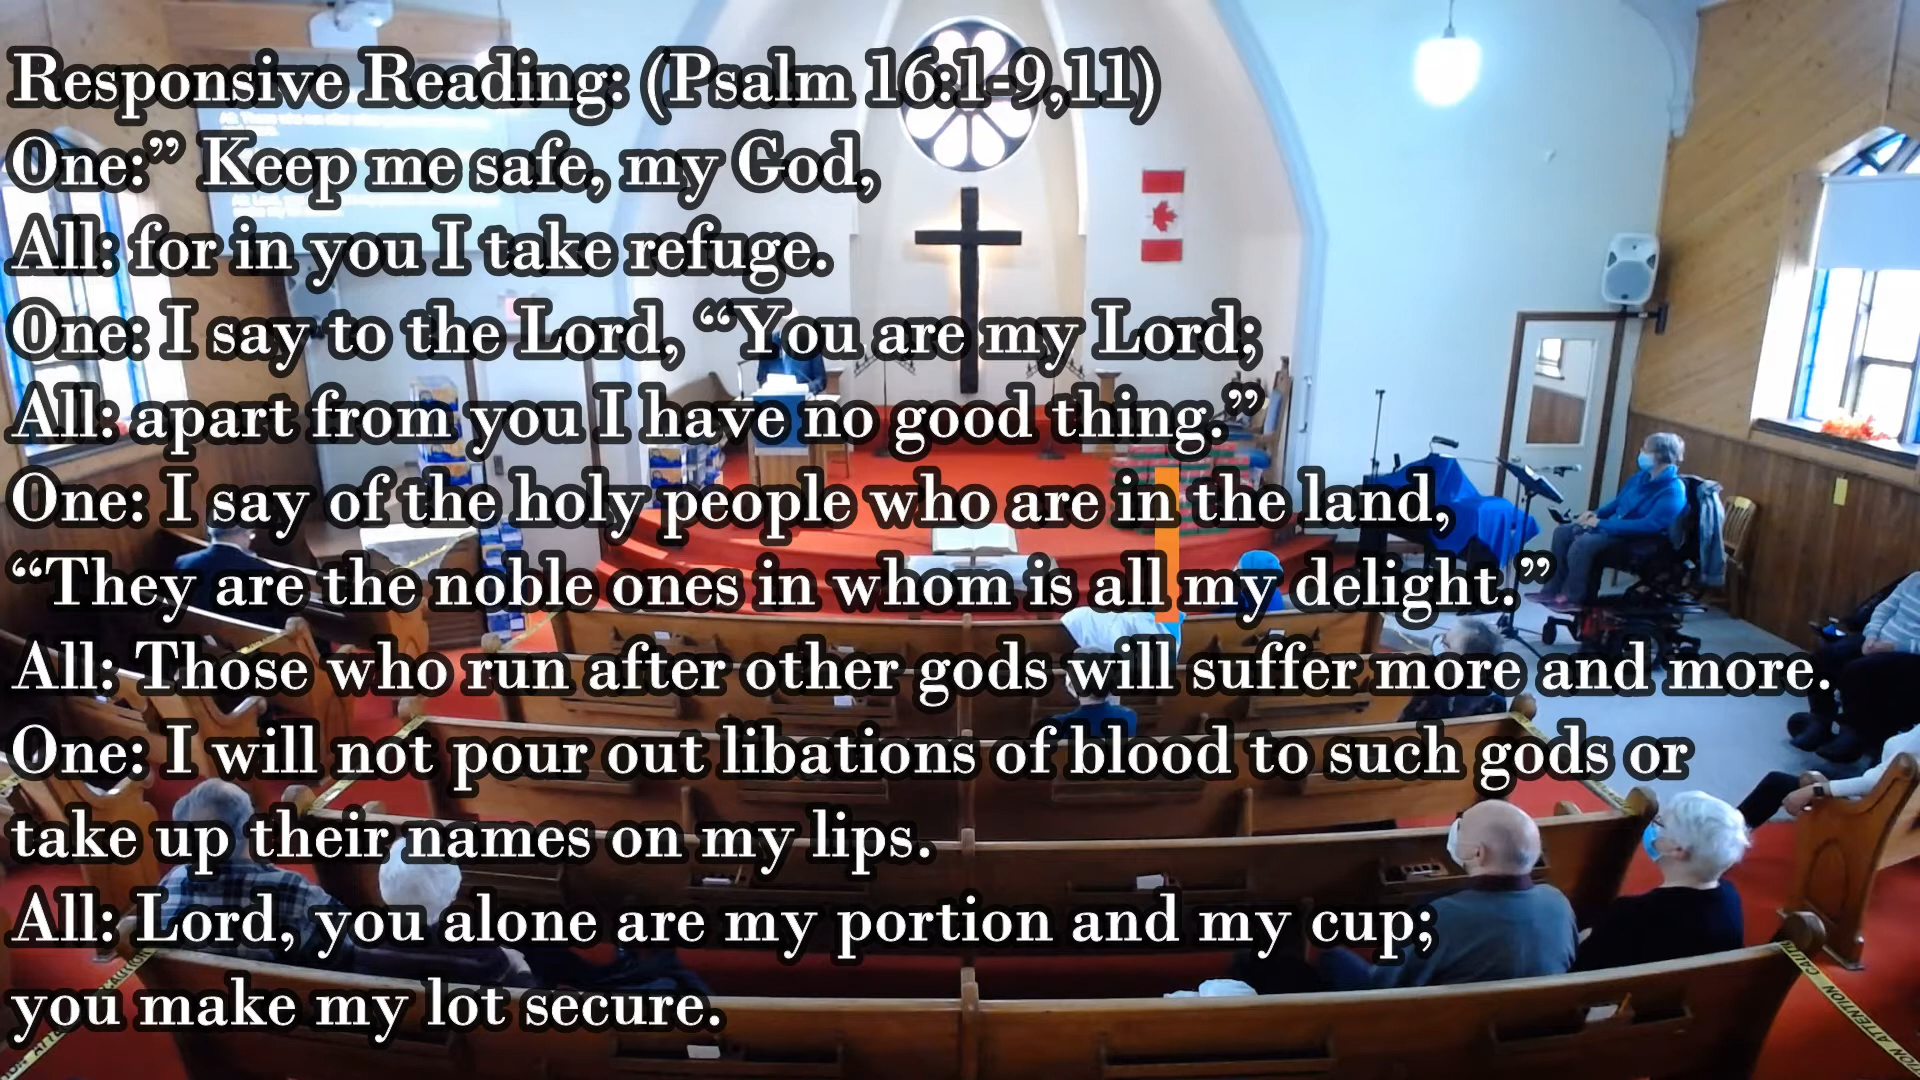 Responsive Reading: (Psalm 16:1-9,11)
One:” Keep me safe, my God,
All: for in you I take refuge.
One: I say to the Lord, “You are my Lord;
All: apart from you I have no good thing.”
One: I say of the holy people who are in the land,
“They are the noble ones in whom is all my delight.”
All: Those who run after other gods will suffer more and more.
One: I will not pour out libations of blood to such gods or
take up their names on my lips.
All: Lord, you alone are my portion and my cup;
you make my lot secure.
CAUTION
CAUTION ATTENTION